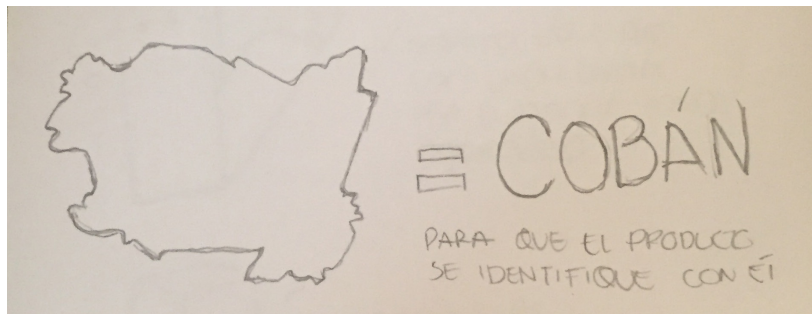 = COBÁN
PARA QUE EL PRODUCTO
SE IDENTIFIQUE CON ÉL